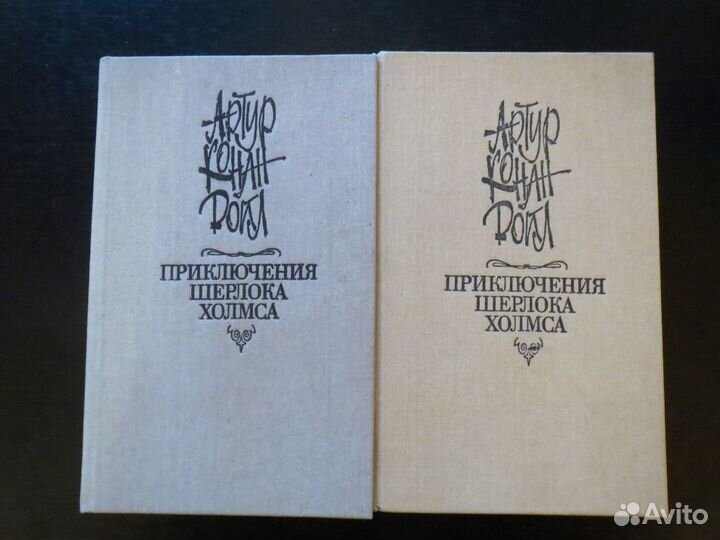 Артур
Конан
Дойл
ПРИКЛЮЧЕНИЯ
ШЕРЛОКА
ХОЛМСА
Артур
Конан
Дойл
ПРИКЛЮЧЕНИЯ
ШЕРЛОКА
ХОЛМСА
Avito